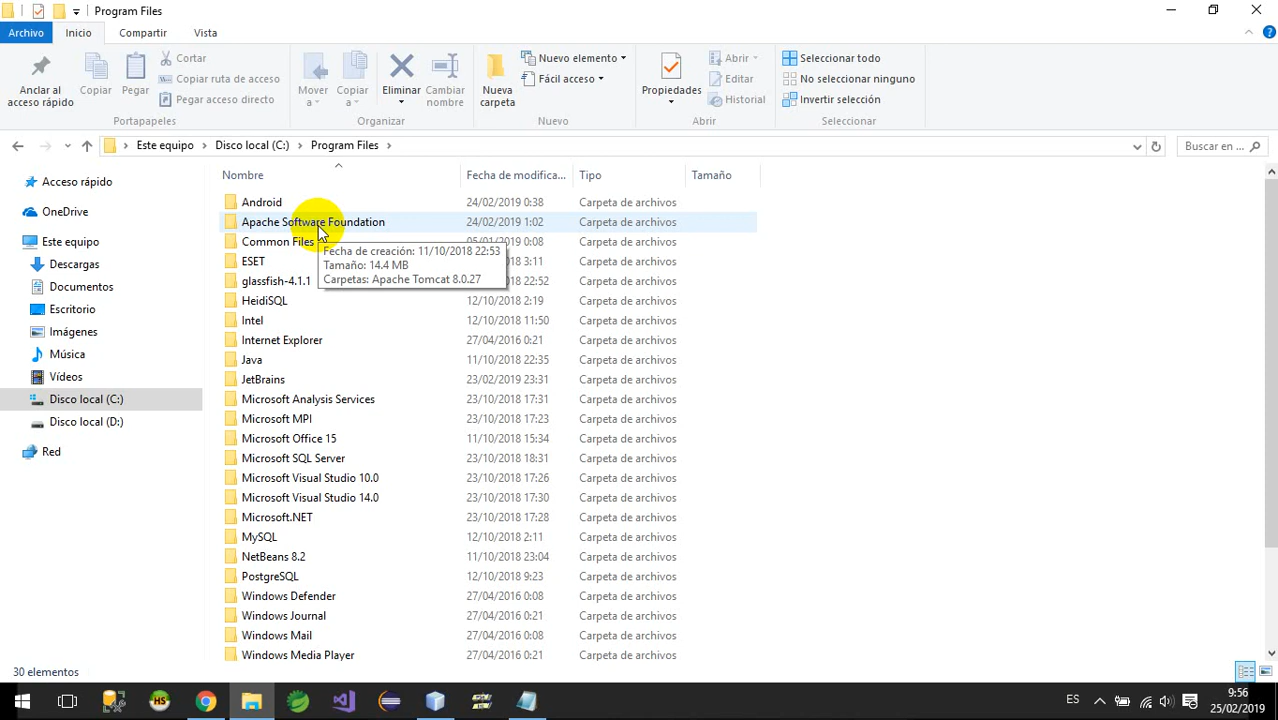 Program Files
Archivo Inicio Compartir Vista
Anclar al acceso rápido
Copiar
Pegar
Cortar
Copiar ruta de acceso
Pegar acceso directo
Portapapeles
Mover a
Copiar a
Eliminar
Cambiar nombre
Organizar
Nueva carpeta
Nuevo elemento
Fácil acceso
Nuevo
Propiedades
Abrir
Editar
Historial
Abrir
Seleccionar todo
No seleccionar ninguno
Invertir selección
Seleccionar
Este equipo > Disco local (C:) > Program Files >
Buscar en ...
Acceso rápido
OneDrive
Este equipo
Descargas
Documentos
Escritorio
Imágenes
Música
Vídeos
Disco local (C:)
Disco local (D:)
Red
Nombre Fecha de modifica... Tipo Tamaño
Android 24/02/2019 0:38 Carpeta de archivos
Apache Software Foundation 24/02/2019 1:02 Carpeta de archivos
Common Files 05/01/2019 0:08 Carpeta de archivos
Fecha de creación: 11/10/2018 22:53
Tamaño: 14.4 MB
Carpetas: Apache Tomcat 8.0.27
ESET 3:11 Carpeta de archivos
glassfish-4.1.1 22:52 Carpeta de archivos
HeidiSQL 12/10/2018 2:19 Carpeta de archivos
Intel 12/10/2018 11:50 Carpeta de archivos
Internet Explorer 27/04/2016 0:21 Carpeta de archivos
Java 11/10/2018 22:35 Carpeta de archivos
JetBrains 23/02/2019 23:31 Carpeta de archivos
Microsoft Analysis Services 23/10/2018 17:31 Carpeta de archivos
Microsoft MPI 23/10/2018 17:23 Carpeta de archivos
Microsoft Office 15 11/10/2018 15:34 Carpeta de archivos
Microsoft SQL Server 23/10/2018 18:31 Carpeta de archivos
Microsoft Visual Studio 10.0 23/10/2018 17:26 Carpeta de archivos
Microsoft Visual Studio 14.0 23/10/2018 17:30 Carpeta de archivos
Microsoft.NET 23/10/2018 17:28 Carpeta de archivos
MySQL 12/10/2018 2:11 Carpeta de archivos
NetBeans 8.2 11/10/2018 23:04 Carpeta de archivos
PostgreSQL 12/10/2018 9:23 Carpeta de archivos
Windows Defender 27/04/2016 0:08 Carpeta de archivos
Windows Journal 27/04/2016 0:21 Carpeta de archivos
Windows Mail 27/04/2016 0:08 Carpeta de archivos
Windows Media Player 27/04/2016 0:21 Carpeta de archivos
30 elementos
HS
ES
9:56
25/02/2019